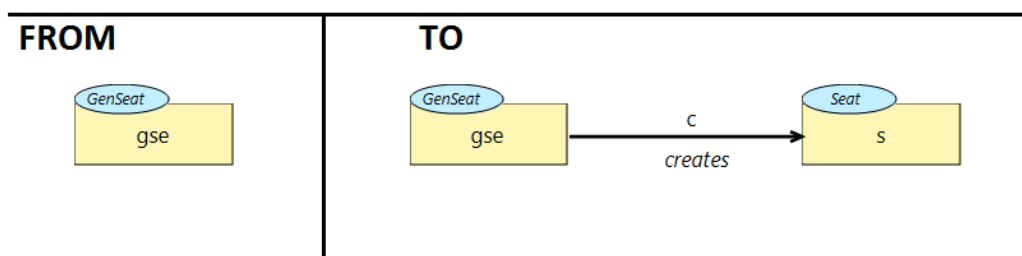 FROM
TO
GenSeat
gse
GenSeat
gse
c
creates
Seat
s